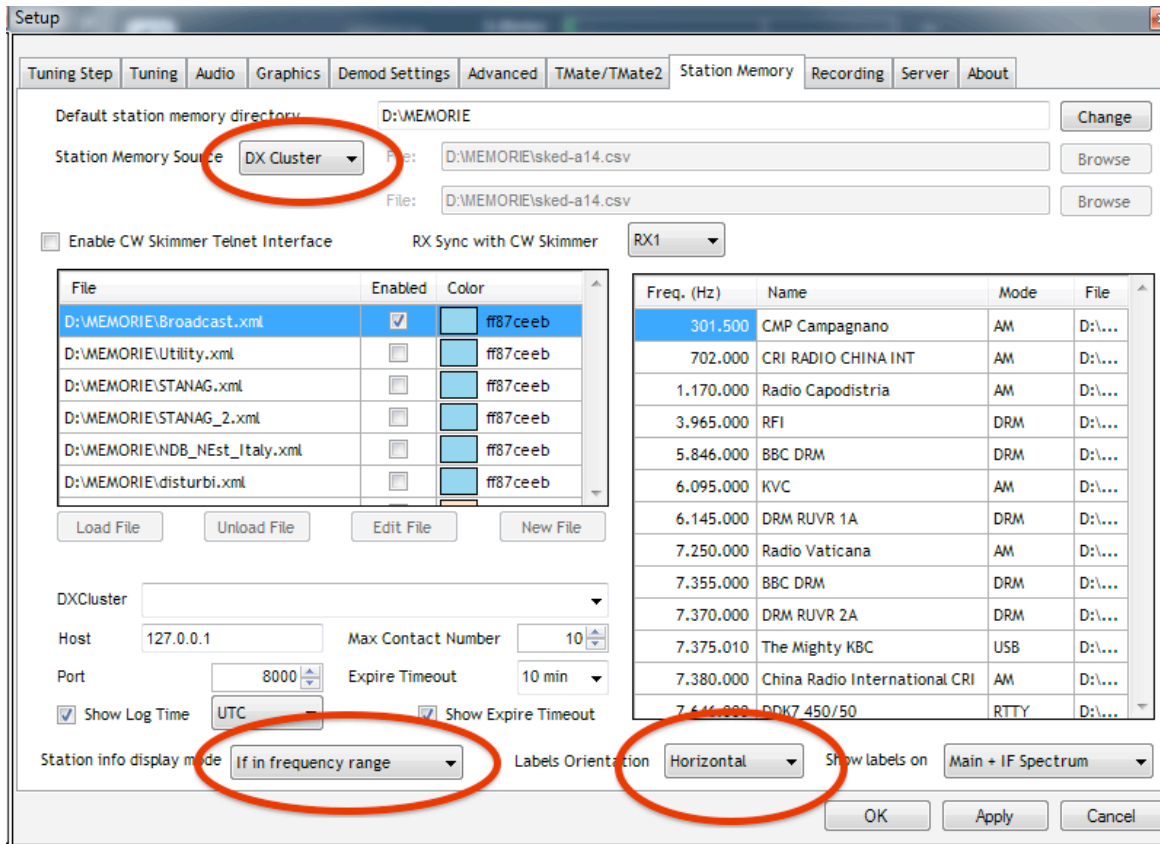 Setup
Tuning Step Tuning Audio Graphics Demod Settings Advanced TMate/TMate2 Station Memory Recording Server About
Default station memory directory D:\MEMORIE Change
Station Memory Source DX Cluster File: D:\MEMORIE\sked-a14.csv Browse
File: D:\MEMORIE\sked-a14.csv Browse
Enable CW Skimmer Telnet Interface RX Sync with CW Skimmer RX1
File Enabled Color
D:\MEMORIE\Broadcast.xml ff87ceeb
D:\MEMORIE\Utility.xml ff87ceeb
D:\MEMORIE\STANAG.xml ff87ceeb
D:\MEMORIE\STANAG_2.xml ff87ceeb
D:\MEMORIE\NDB_NEst_Italy.xml ff87ceeb
D:\MEMORIE\disturbi.xml ff87ceeb
Load File Unload File Edit File New File
Freq. (Hz) Name Mode File
301.500 CMP Campagnano AM D:\...
702.000 CRI RADIO CHINA INT AM D:\...
1.170.000 Radio Capodistria AM D:\...
3.965.000 RFI DRM D:\...
5.846.000 BBC DRM DRM D:\...
6.095.000 KVC AM D:\...
6.145.000 DRM RUVR 1A DRM D:\...
7.250.000 Radio Vaticana AM D:\...
7.355.000 BBC DRM DRM D:\...
7.370.000 DRM RUVR 2A DRM D:\...
7.375.010 The Mighty KBC USB D:\...
7.380.000 China Radio International CRI AM D:\...
7.646.000 DDK7 450/50 RTTY D:\...
DXCluster
Host 127.0.0.1 Max Contact Number 10
Port 8000 Expire Timeout 10 min
Show Log Time UTC Show Expire Timeout
Station info display mode If in frequency range Labels Orientation Horizontal Show labels on Main + IF Spectrum
OK Apply Cancel